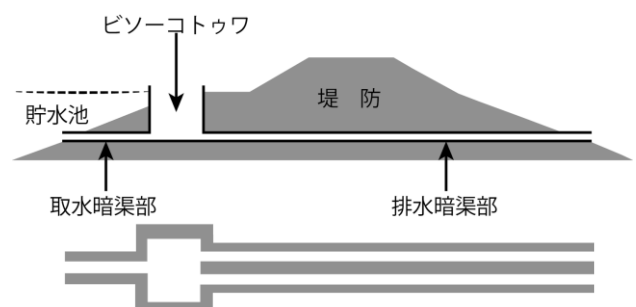 ビソーコトゥワ
貯水池
堤　防
取水暗渠部
排水暗渠部